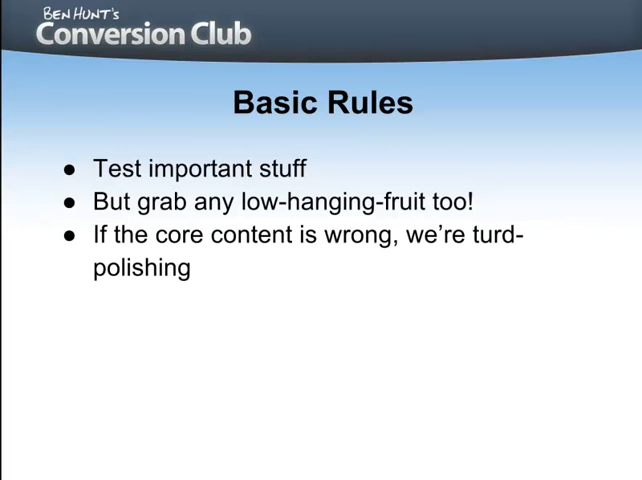 BEN HUNT'S
Conversion Club
Basic Rules
● Test important stuff
● But grab any low-hanging-fruit too!
● If the core content is wrong, we’re turd-
polishing